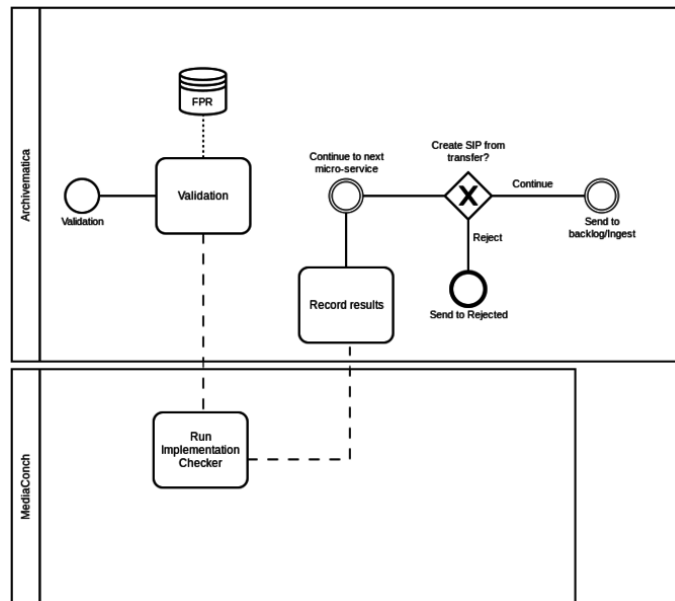 Archivematica
FPR
Validation
Validation
Continue to next
micro-service
Create SIP from
transfer?
Continue
Send to
backlog/Ingest
Reject
Send to Rejected
Record results
MediaConch
Run
Implementation
Checker